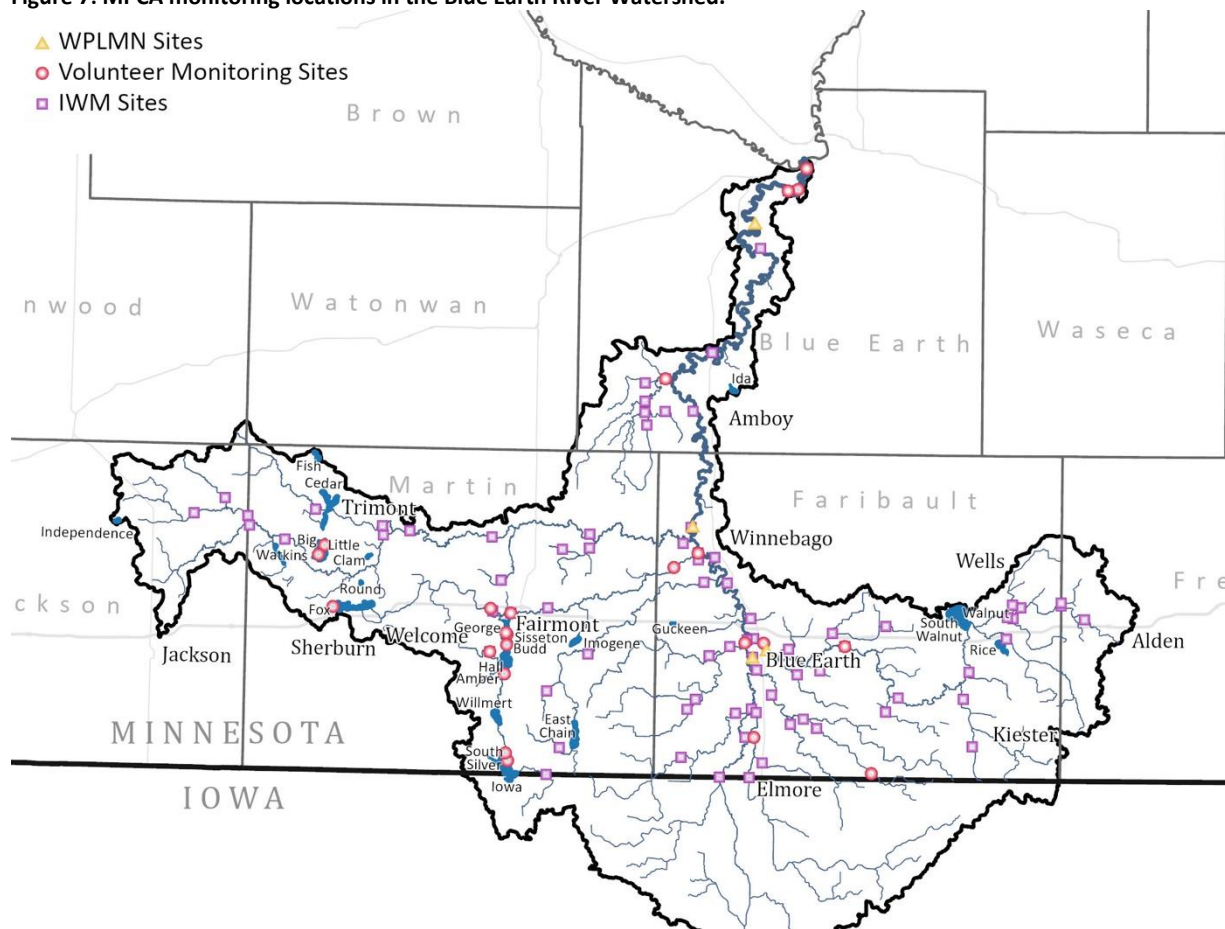 Figure 7. MPCA monitoring locations in the Blue Earth River Watershed.
WPLMN Sites
Volunteer Monitoring Sites
IWM Sites
Brown
nwood
Watonwan
Blue Earth
Waseca
Ida
Amboy
Fish
Cedar
Martin
Trimont
Faribault
Independence
Big
Little
Watkins
Clam
Winnebago
Wells
Fre
ckson
Round
Fox
Walnut
South
Walnut
George
Fairmont
Sisseton
Imogene
Guckeen
Rice
Jackson
Sherburn
Welcome
Budd
Hall
Amber
Blue Earth
Alden
Willmert
East
Chain
MINNESOTA
South
Silver
Kiester
Iowa
Elmore
IOWA